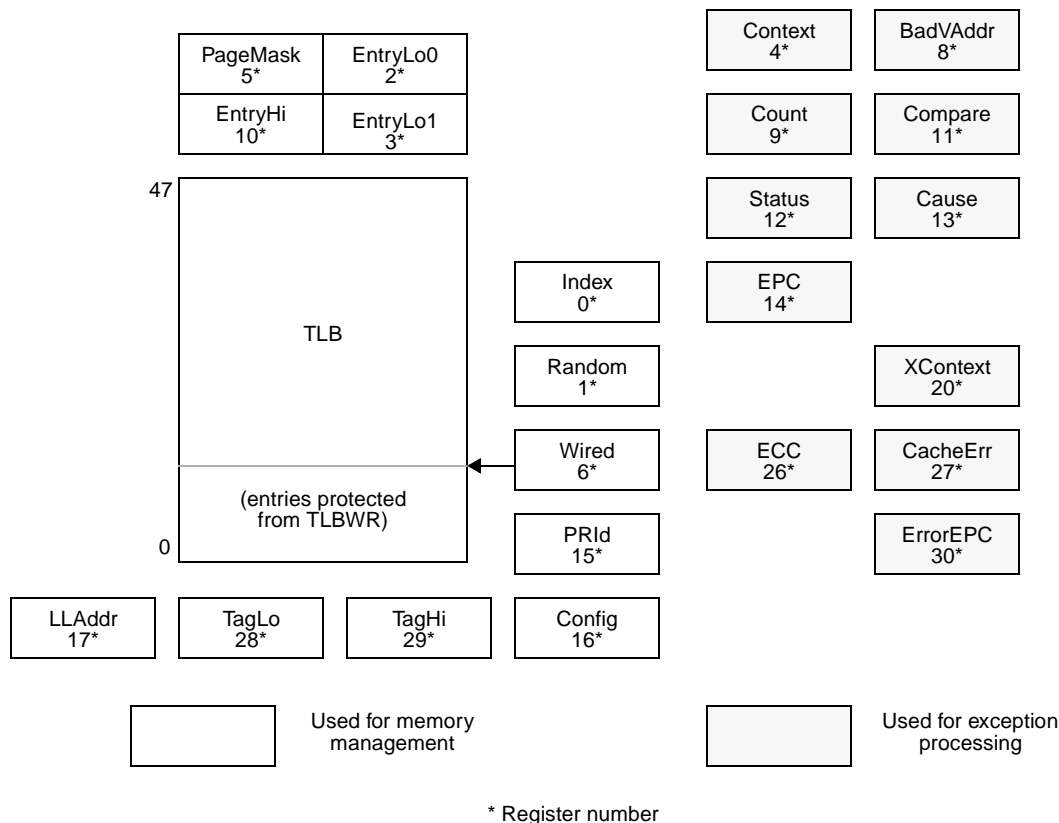 PageMask
5*
EntryLo0
2*
EntryHi
10*
EntryLo1
3*
Context
4*
BadVAddr
8*
Count
9*
Compare
11*
47
Status
12*
Cause
13*
TLB
Index
0*
EPC
14*
Random
1*
XContext
20*
Wired
6*
ECC
26*
CacheErr
27*
(entries protected
from TLBWR)
0
PRId
15*
ErrorEPC
30*
LLAddr
17*
TagLo
28*
TagHi
29*
Config
16*
Used for memory
management
Used for exception
processing
* Register number